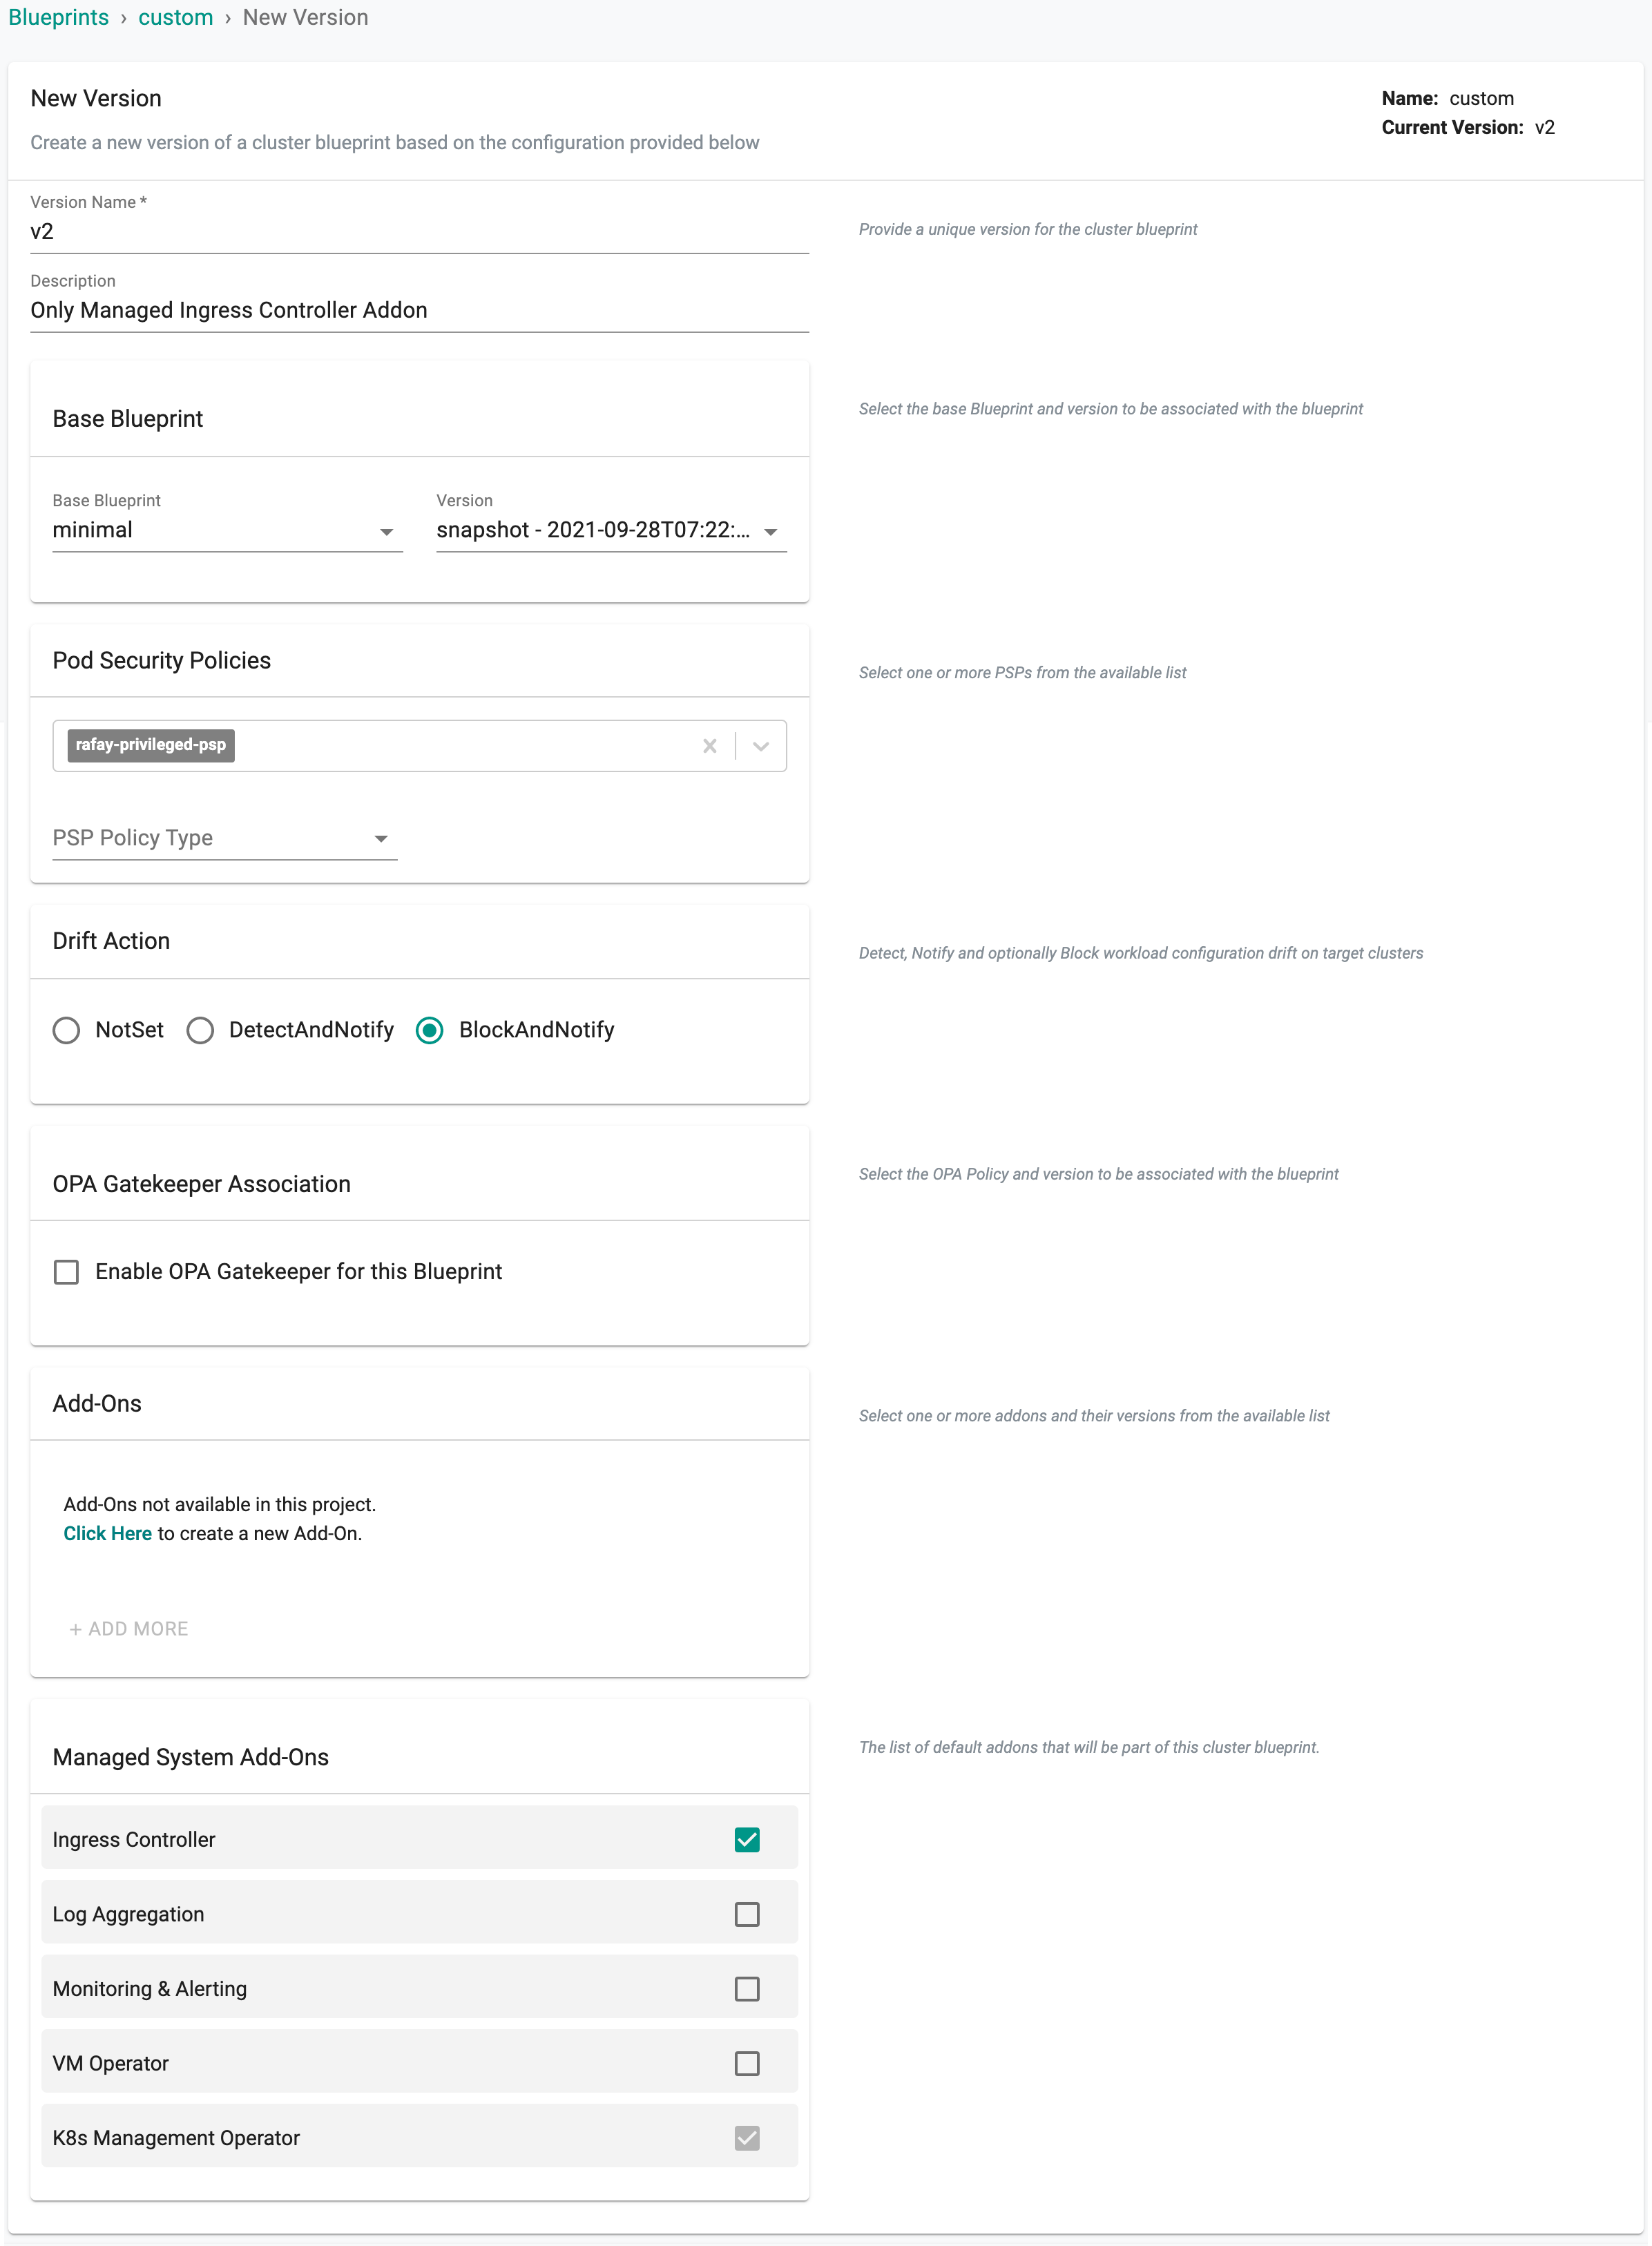 Blueprints › custom › New Version
New Version
Name: custom
Current Version: v2
Create a new version of a cluster blueprint based on the configuration provided below
Version Name *
v2
Provide a unique version for the cluster blueprint
Description
Only Managed Ingress Controller Addon
Base Blueprint
Select the base Blueprint and version to be associated with the blueprint
Base Blueprint
minimal
Version
snapshot - 2021-09-28T07:22:...
Pod Security Policies
Select one or more PSPs from the available list
rafay-privileged-psp
PSP Policy Type
Drift Action
Detect, Notify and optionally Block workload configuration drift on target clusters
NotSet
DetectAndNotify
BlockAndNotify
OPA Gatekeeper Association
Select the OPA Policy and version to be associated with the blueprint
Enable OPA Gatekeeper for this Blueprint
Add-Ons
Select one or more addons and their versions from the available list
Add-Ons not available in this project.
Click Here to create a new Add-On.
+ ADD MORE
Managed System Add-Ons
The list of default addons that will be part of this cluster blueprint.
Ingress Controller
Log Aggregation
Monitoring & Alerting
VM Operator
K8s Management Operator